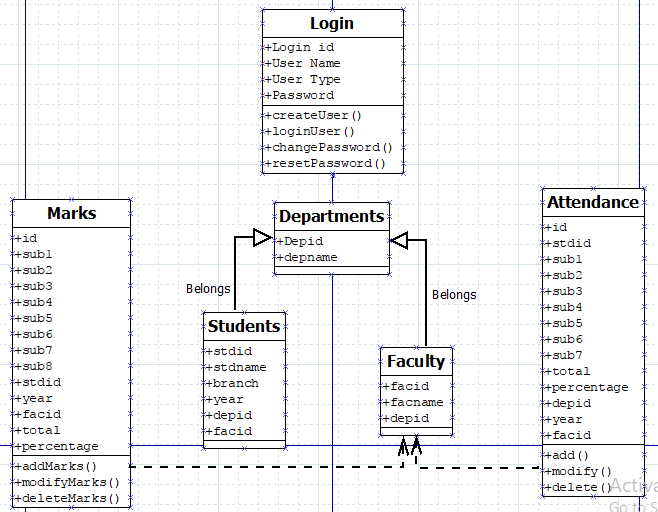 Login
+Login id
+User Name
+User Type
+Password
+createUser()
+loginUser()
+changePassword()
+resetPassword()
Marks
+id
+sub1
+sub2
+sub3
+sub4
+sub5
+sub6
+sub7
+sub8
+stdid
+year
+facid
+total
+percentage
+addMarks()
+modifyMarks()
+deleteMarks()
Departments
+Depid
+depname
Belongs
Belongs
Students
+stdid
+stdname
+branch
+year
+depid
+facid
Faculty
+facid
+facname
+depid
Attendance
+id
+stdid
+sub1
+sub2
+sub3
+sub4
+sub5
+sub6
+sub7
+total
+percentage
+depid
+year
+facid
+add()
+modify()
+delete()
Activa
Go to S